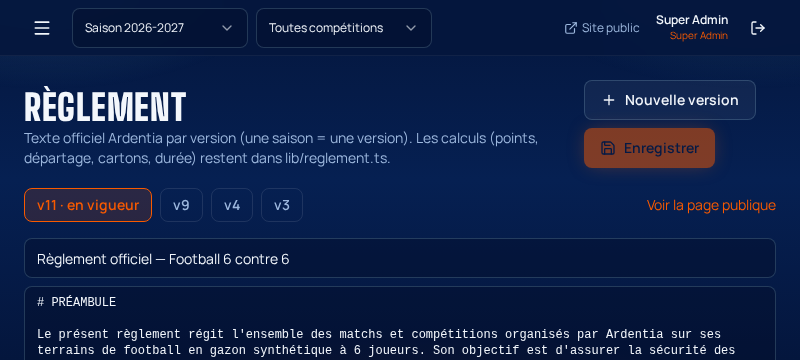 Saison 2026-2027
Toutes compétitions
Site public
Super Admin
Super Admin
RÈGLEMENT
Texte officiel Ardentia par version (une saison = une version). Les calculs (points,
départage, cartons, durée) restent dans lib/reglement.ts.
Nouvelle version
Enregistrer
v11 · en vigueur
v9
v4
v3
Voir la page publique
Règlement officiel — Football 6 contre 6
# PRÉAMBULE
Le présent règlement régit l'ensemble des matchs et compétitions organisés par Ardentia sur ses
terrains de football en gazon synthétique à 6 joueurs. Son objectif est d'assurer la sécurité des